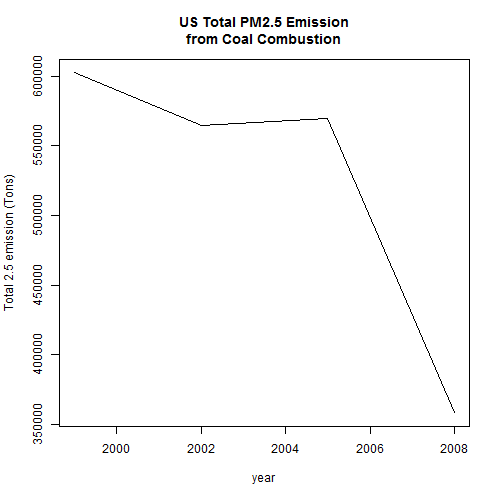 US Total PM2.5 Emission
from Coal Combustion
Total 2.5 emission (Tons)
600000
550000
500000
450000
400000
350000
2000
2002
2004
2006
2008
year